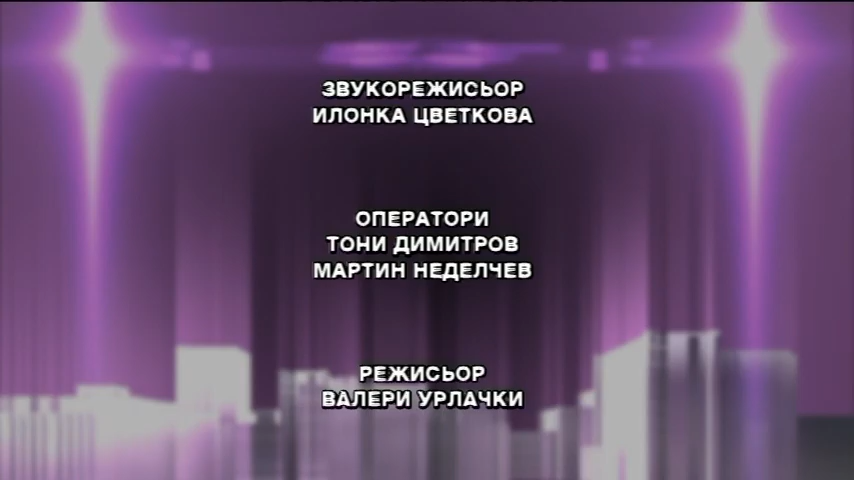 ЗВУКОРЕЖИСЬОР
ИЛОНКА ЦВЕТКОВА
ОПЕРАТОРИ
ТОНИ ДИМИТРОВ
МАРТИН НЕДЕЛЧЕВ
РЕЖИСЬОР
ВАЛЕРИ УРЛАЧКИ